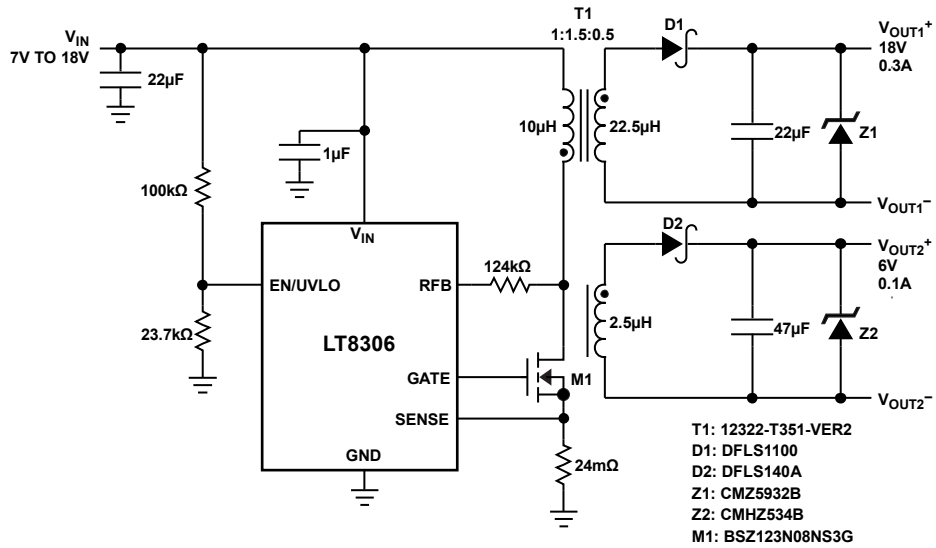 T1
1:1.5:0.5
D1
VIN
7V TO 18V
22µF
VOUT1+
18V
0.3A
10µH
22.5µH
22µF
Z1
1µF
100kΩ
VOUT1–
VIN
D2
VOUT2+
6V
0.1A
EN/UVLO
RFB
124kΩ
2.5µH
47µF
Z2
23.7kΩ
LT8306
GATE
M1
SENSE
VOUT2–
GND
24mΩ
T1: 12322-T351-VER2
D1: DFLS1100
D2: DFLS140A
Z1: CMZ5932B
Z2: CMHZ534B
M1: BSZ123N08NS3G